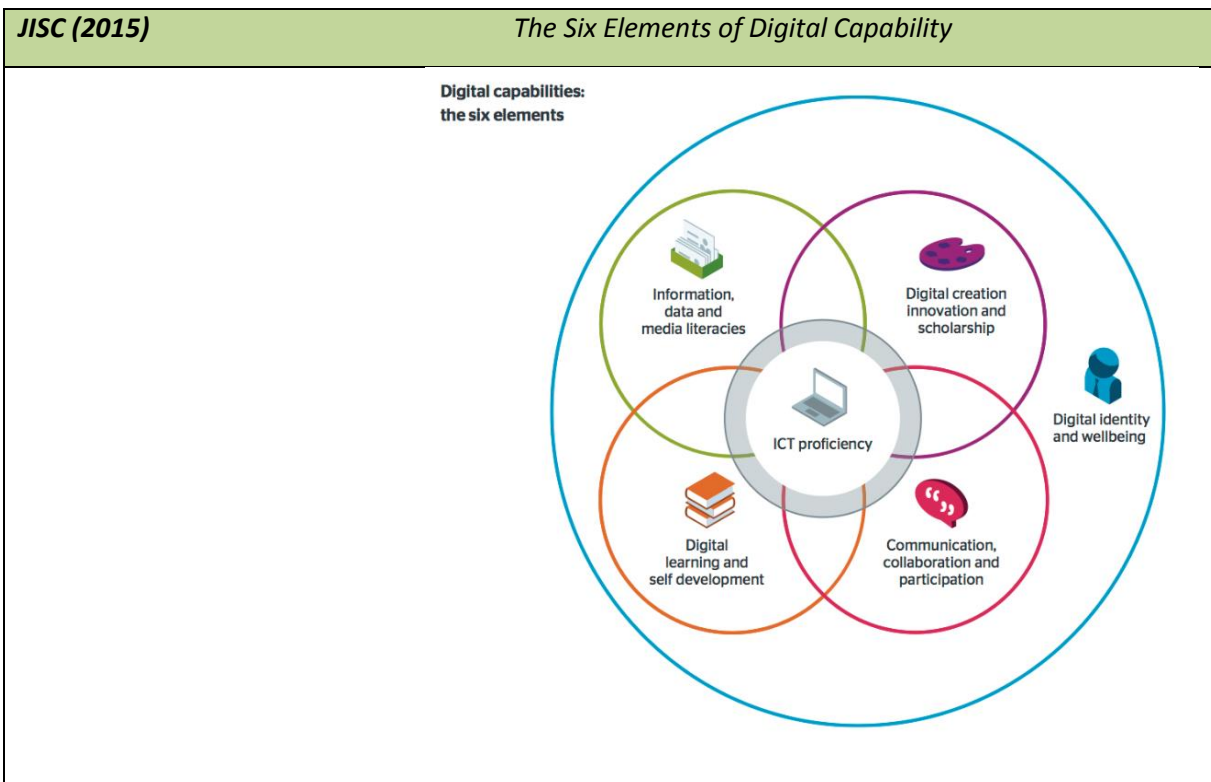 JISC (2015)
The Six Elements of Digital Capability
Digital capabilities:
the six elements
Information,
data and
media literacies
Digital creation
innovation and
scholarship
Digital identity
and wellbeing
ICT proficiency
Digital
learning and
self development
Communication,
collaboration and
participation